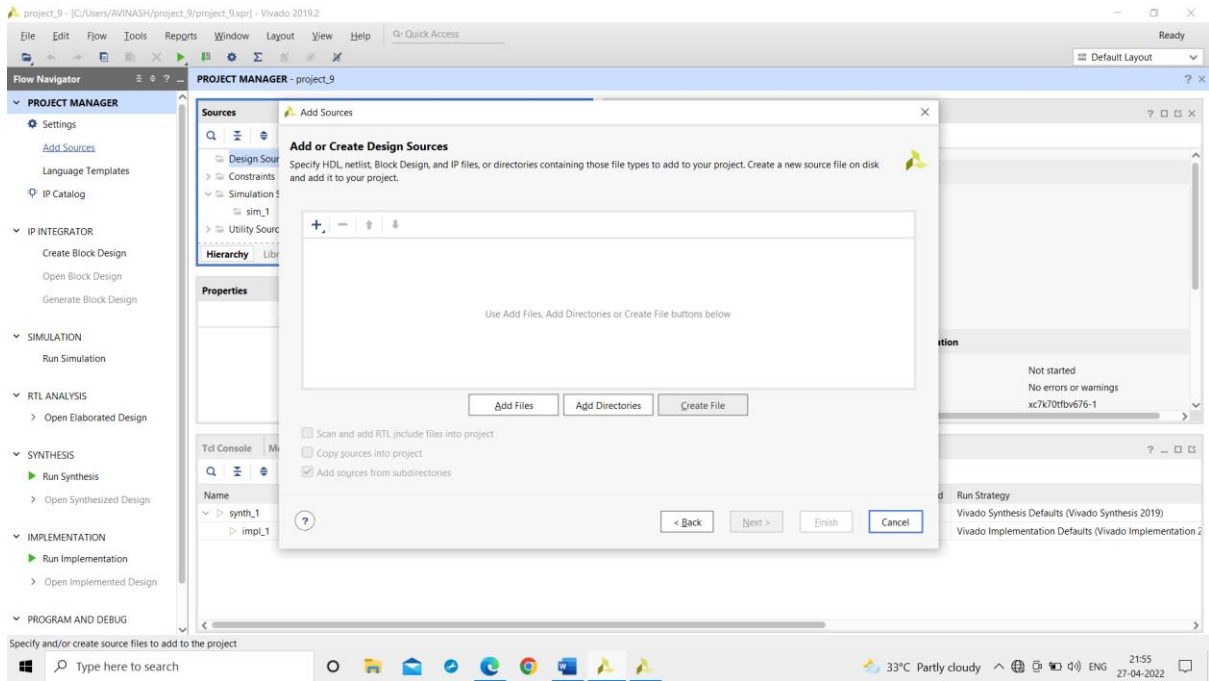 project_9 - [C:/Users/AVINASH/project_9/project_9.xpr] - Vivado 2019.2
File Edit Flow Tools Reports Window Layout View Help Quick Access
Ready
Default Layout
Flow Navigator
PROJECT MANAGER - project_9
PROJECT MANAGER
Settings
Add Sources
Language Templates
IP Catalog
IP INTEGRATOR
Create Block Design
Open Block Design
Generate Block Design
SIMULATION
Run Simulation
RTL ANALYSIS
Open Elaborated Design
SYNTHESIS
Run Synthesis
Open Synthesized Design
IMPLEMENTATION
Run Implementation
Open Implemented Design
PROGRAM AND DEBUG
Sources
Design Sour
Constraints
Simulation S
sim_1
Utility Sourc
Hierarchy Libr
Properties
Add Sources
Add or Create Design Sources
Specify HDL, netlist, Block Design, and IP files, or directories containing those file types to add to your project. Create a new source file on disk
and add it to your project.
Use Add Files, Add Directories or Create File buttons below
Add Files Add Directories Create File
Scan and add RTL include files into project
Copy sources into project
Add sources from subdirectories
< Back Next > Finish Cancel
ation
Not started
No errors or warnings
xc7k70tfbv676-1
Tcl Console Me
Name
synth_1
impl_1
d Run Strategy
Vivado Synthesis Defaults (Vivado Synthesis 2019)
Vivado Implementation Defaults (Vivado Implementation 2
Specify and/or create source files to add to the project
Type here to search
33°C Partly cloudy
ENG
21:55
27-04-2022